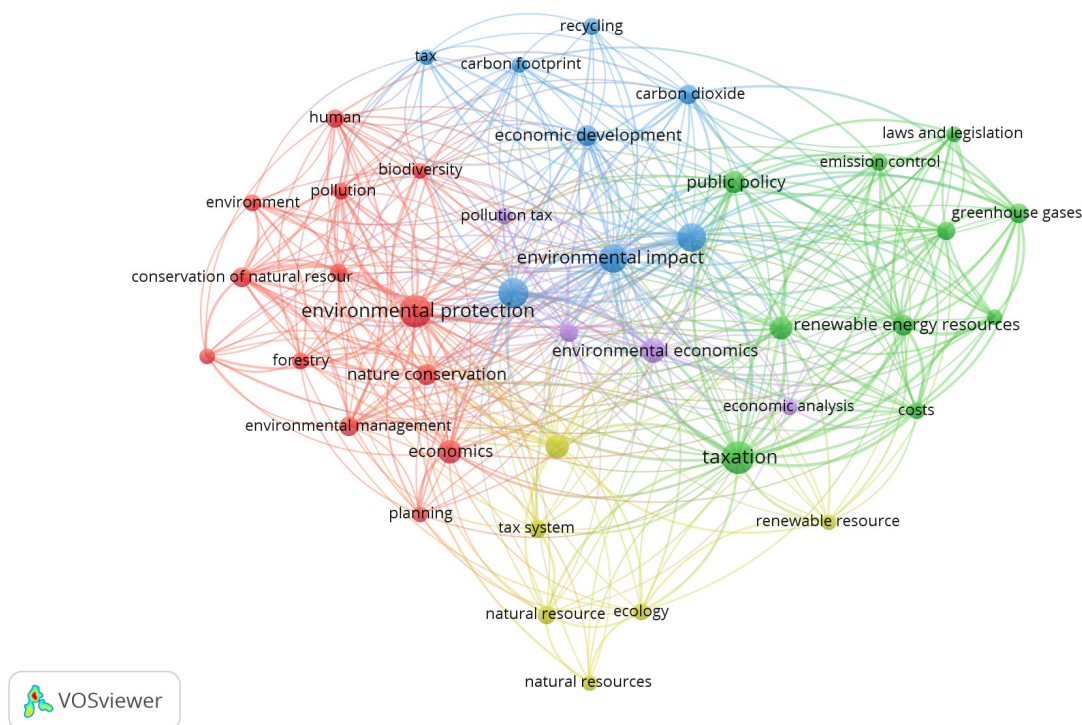 recycling
tax
carbon footprint
carbon dioxide
human
economic development
laws and legislation
emission control
biodiversity
public policy
pollution
environment
pollution tax
greenhouse gases
environmental impact
conservation of natural resour
environmental protection
renewable energy resources
environmental economics
forestry
nature conservation
economic analysis
costs
environmental management
economics
taxation
planning
tax system
renewable resource
natural resource
ecology
natural resources
VOSviewer